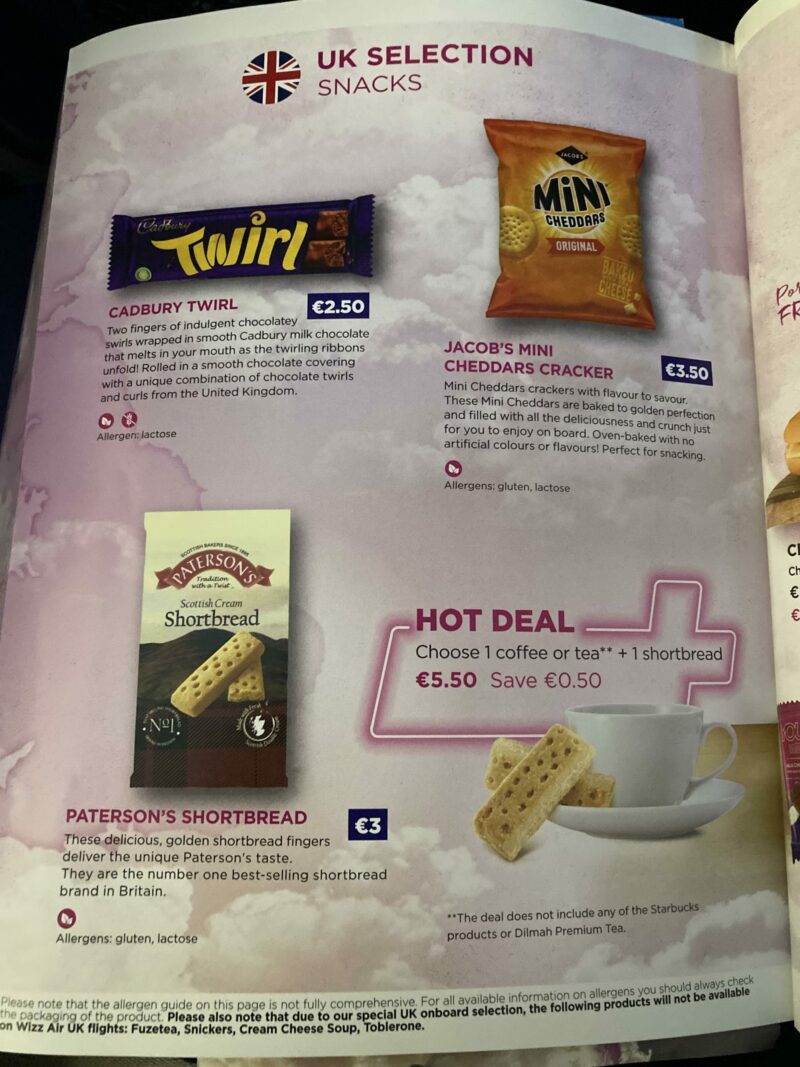 UK SELECTION
SNACKS
Cadbury
Twirl
JACOB'S
MiNi
CHEDDARS
ORIGINAL
BAKED
CHEESE
CADBURY TWIRL
€2.50
Two fingers of indulgent chocolatey
swirls wrapped in smooth Cadbury milk chocolate
that melts in your mouth as the twirling ribbons
unfold! Rolled in a smooth chocolate covering
with a unique combination of chocolate twirls
and curls from the United Kingdom.
Allergen: lactose
JACOB'S MINI
CHEDDARS CRACKER
€3.50
Mini Cheddars crackers with flavour to savour.
These Mini Cheddars are baked to golden perfection
and filled with all the deliciousness and crunch just
for you to enjoy on board. Oven-baked with no
artificial colours or flavours! Perfect for snacking.
Allergens: gluten, lactose
SCOTTISH BAKERS SINCE 1895
PATERSON'S
Tradition
with a Twist
Scottish Cream
Shortbread
Nº1
HOT DEAL
Choose 1 coffee or tea** + 1 shortbread
€5.50 Save €0.50
PATERSON'S SHORTBREAD
€3
These delicious, golden shortbread fingers
deliver the unique Paterson's taste.
They are the number one best-selling shortbread
brand in Britain.
Allergens: gluten, lactose
**The deal does not include any of the Starbucks
products or Dilmah Premium Tea.
Please note that the allergen guide on this page is not fully comprehensive. For all available information on allergens you should always check
the packaging of the product. Please also note that due to our special UK onboard selection, the following products will not be available
on Wizz Air UK flights: Fuzetea, Snickers, Cream Cheese Soup, Toblerone.